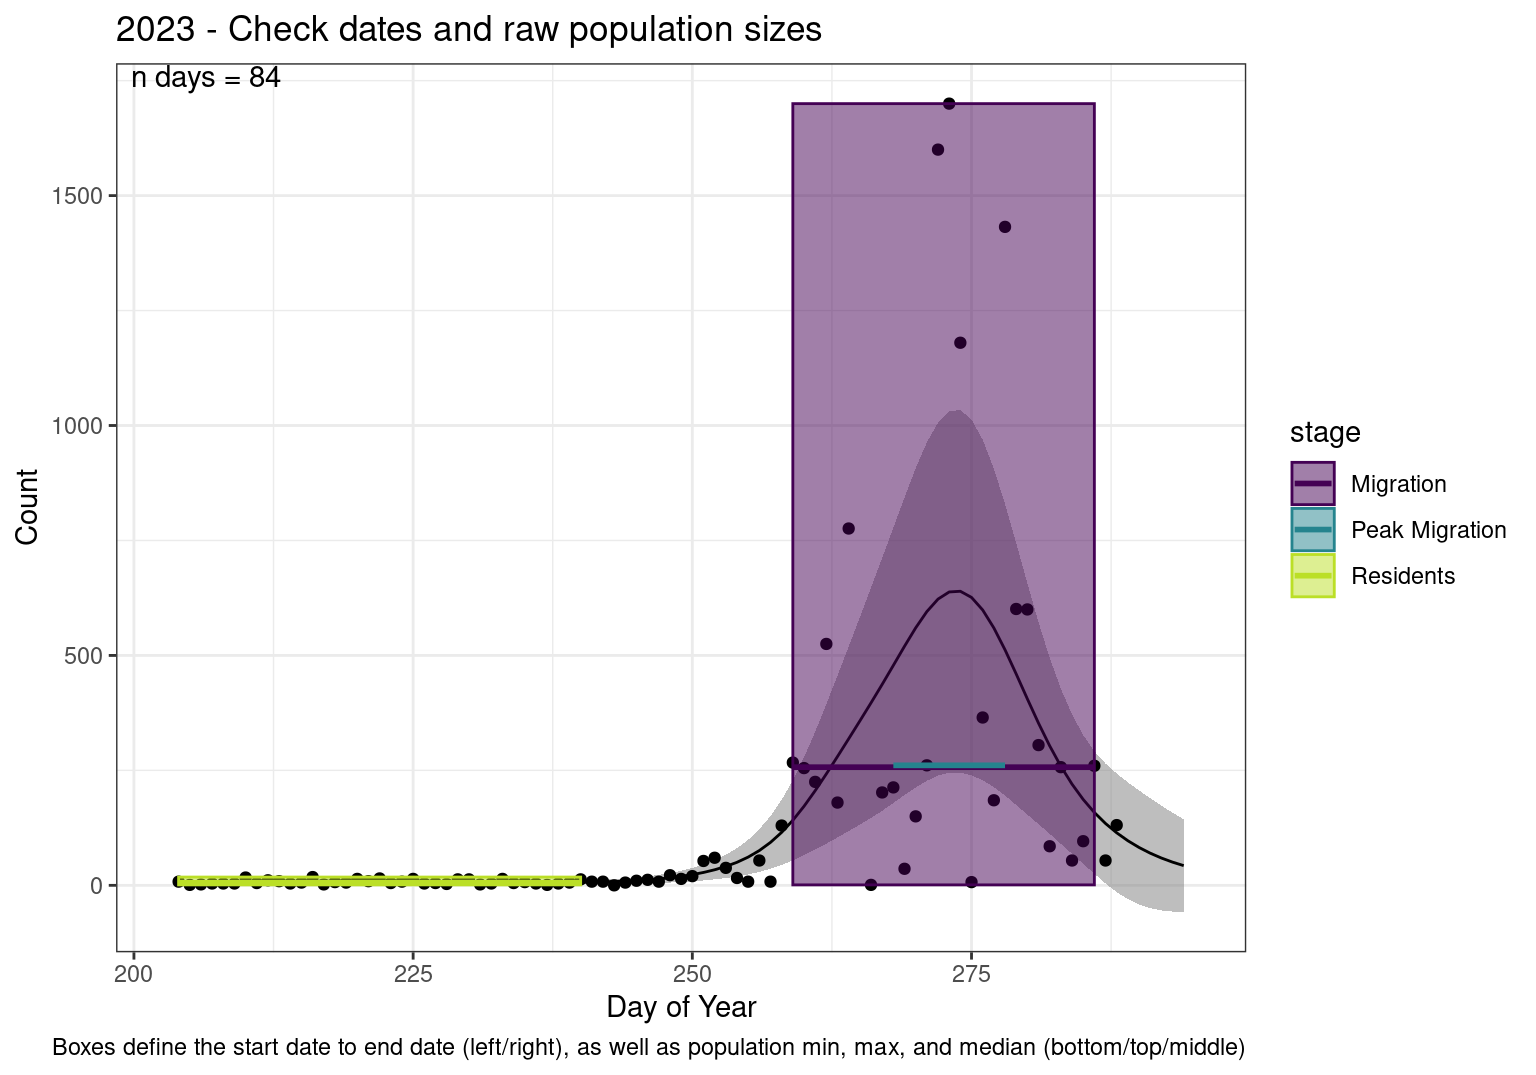 2023 - Check dates and raw population sizes
n days = 84
1500
1000
500
0
Count
200
225
250
275
Day of Year
stage
Migration
Peak Migration
Residents
Boxes define the start date to end date (left/right), as well as population min, max, and median (bottom/top/middle)